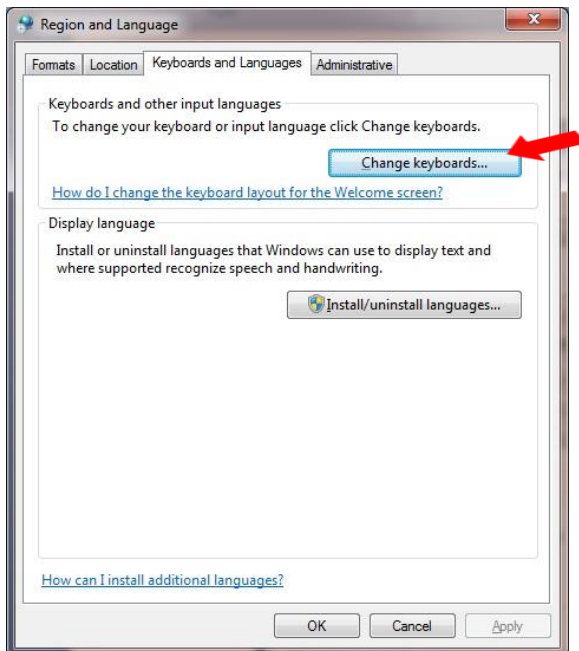 Region and Language
Formats Location Keyboards and Languages Administrative
Keyboards and other input languages
To change your keyboard or input language click Change keyboards.
Change keyboards...
How do I change the keyboard layout for the Welcome screen?
Display language
Install or uninstall languages that Windows can use to display text and
where supported recognize speech and handwriting.
Install/uninstall languages...
How can I install additional languages?
OK Cancel Apply